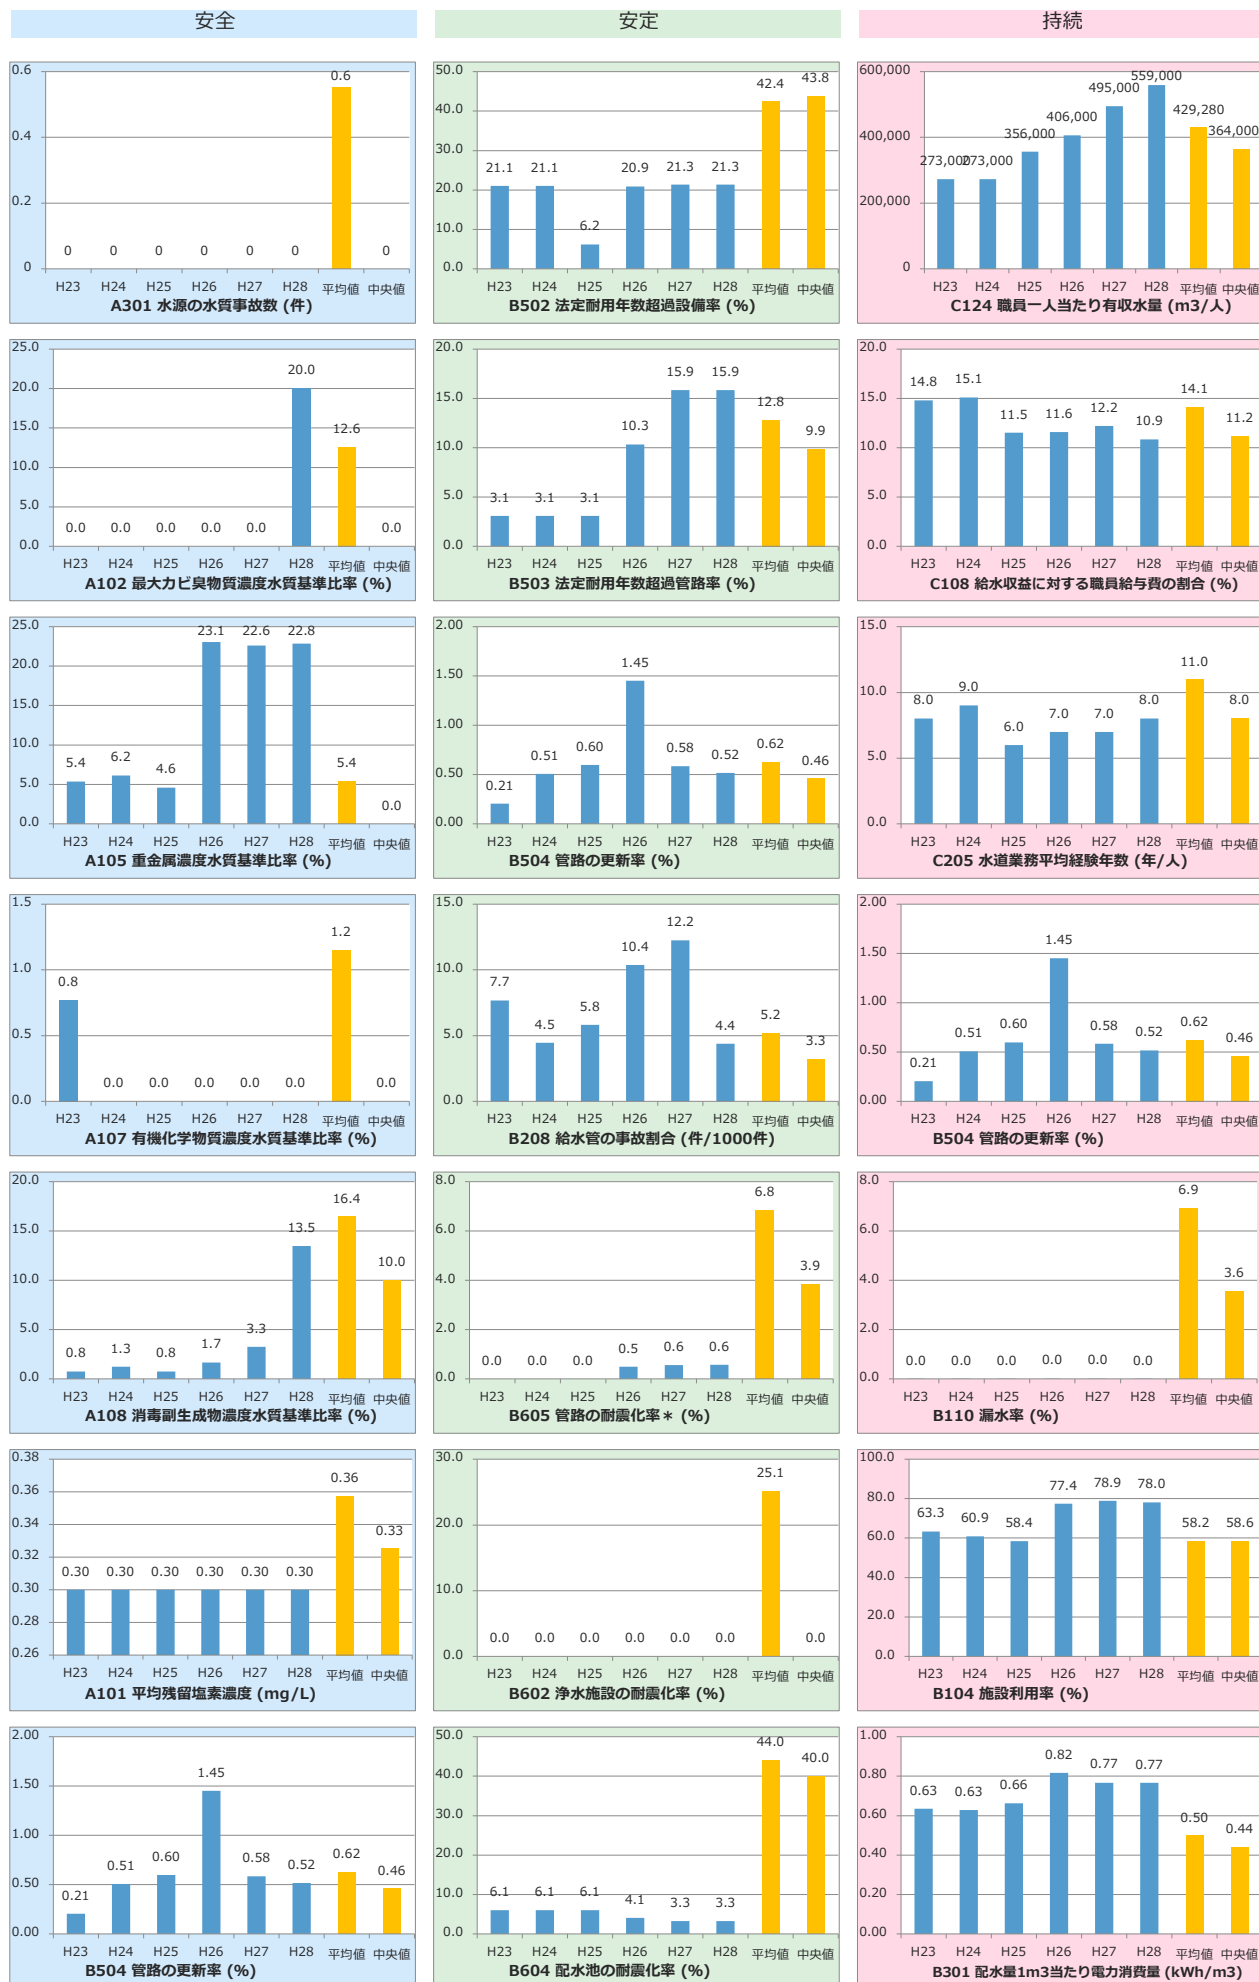 安全
0.6
0.4
0.2
0
0 0 0 0 0 0 0.6 0
H23 H24 H25 H26 H27 H28 平均値 中央値
A301 水源の水質事故数 (件)
25.0
20.0
15.0
10.0
5.0
0.0
0.0 0.0 0.0 0.0 0.0 20.0 12.6 0.0
H23 H24 H25 H26 H27 H28 平均値 中央値
A102 最大カビ臭物質濃度水質基準比率 (%)
25.0
20.0
15.0
10.0
5.0
0.0
5.4 6.2 4.6 23.1 22.6 22.8 5.4 0.0
H23 H24 H25 H26 H27 H28 平均値 中央値
A105 重金属濃度水質基準比率 (%)
1.5
1.0
0.5
0.0
0.8 0.0 0.0 0.0 0.0 0.0 1.2 0.0
H23 H24 H25 H26 H27 H28 平均値 中央値
A107 有機化学物質濃度水質基準比率 (%)
20.0
15.0
10.0
5.0
0.0
0.8 1.3 0.8 1.7 3.3 13.5 16.4 10.0
H23 H24 H25 H26 H27 H28 平均値 中央値
A108 消毒副生成物濃度水質基準比率 (%)
0.38
0.36
0.34
0.32
0.30
0.28
0.26
0.30 0.30 0.30 0.30 0.30 0.30 0.36 0.33
H23 H24 H25 H26 H27 H28 平均値 中央値
A101 平均残留塩素濃度 (mg/L)
2.00
1.50
1.00
0.50
0.00
0.21 0.51 0.60 1.45 0.58 0.52 0.62 0.46
H23 H24 H25 H26 H27 H28 平均値 中央値
B504 管路の更新率 (%)
安定
50.0
40.0
30.0
20.0
10.0
0.0
21.1 21.1 6.2 20.9 21.3 21.3 42.4 43.8
H23 H24 H25 H26 H27 H28 平均値 中央値
B502 法定耐用年数超過設備率 (%)
20.0
15.0
10.0
5.0
0.0
3.1 3.1 3.1 10.3 15.9 15.9 12.8 9.9
H23 H24 H25 H26 H27 H28 平均値 中央値
B503 法定耐用年数超過管路率 (%)
2.00
1.50
1.00
0.50
0.00
0.21 0.51 0.60 1.45 0.58 0.52 0.62 0.46
H23 H24 H25 H26 H27 H28 平均値 中央値
B504 管路の更新率 (%)
15.0
10.0
5.0
0.0
7.7 4.5 5.8 10.4 12.2 4.4 5.2 3.3
H23 H24 H25 H26 H27 H28 平均値 中央値
B208 給水管の事故割合 (件/1000件)
8.0
6.0
4.0
2.0
0.0
0.0 0.0 0.0 0.5 0.6 0.6 6.8 3.9
H23 H24 H25 H26 H27 H28 平均値 中央値
B605 管路の耐震化率＊ (%)
30.0
20.0
10.0
0.0
0.0 0.0 0.0 0.0 0.0 0.0 25.1 0.0
H23 H24 H25 H26 H27 H28 平均値 中央値
B602 浄水施設の耐震化率 (%)
50.0
40.0
30.0
20.0
10.0
0.0
6.1 6.1 6.1 4.1 3.3 3.3 44.0 40.0
H23 H24 H25 H26 H27 H28 平均値 中央値
B604 配水池の耐震化率 (%)
持続
600,000
400,000
200,000
0
273,000 273,000 356,000 406,000 495,000 559,000 429,280 364,000
H23 H24 H25 H26 H27 H28 平均値 中央値
C124 職員一人当たり有収水量 (m3/人)
20.0
15.0
10.0
5.0
0.0
14.8 15.1 11.5 11.6 12.2 10.9 14.1 11.2
H23 H24 H25 H26 H27 H28 平均値 中央値
C108 給水収益に対する職員給与費の割合 (%)
15.0
10.0
5.0
0.0
8.0 9.0 6.0 7.0 7.0 8.0 11.0 8.0
H23 H24 H25 H26 H27 H28 平均値 中央値
C205 水道業務平均経験年数 (年/人)
2.00
1.50
1.00
0.50
0.00
0.21 0.51 0.60 1.45 0.58 0.52 0.62 0.46
H23 H24 H25 H26 H27 H28 平均値 中央値
B504 管路の更新率 (%)
8.0
6.0
4.0
2.0
0.0
0.0 0.0 0.0 0.0 0.0 0.0 6.9 3.6
H23 H24 H25 H26 H27 H28 平均値 中央値
B110 漏水率 (%)
100.0
80.0
60.0
40.0
20.0
0.0
63.3 60.9 58.4 77.4 78.9 78.0 58.2 58.6
H23 H24 H25 H26 H27 H28 平均値 中央値
B104 施設利用率 (%)
1.00
0.80
0.60
0.40
0.20
0.00
0.63 0.63 0.66 0.82 0.77 0.77 0.50 0.44
H23 H24 H25 H26 H27 H28 平均値 中央値
B301 配水量1m3当たり電力消費量 (kWh/m3)